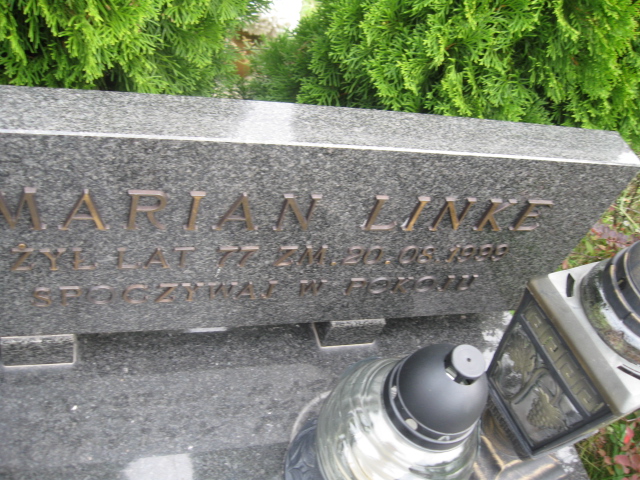 MARIAN LINKE
ŻYŁ LAT 77 ZM. 20.08.1999
SPOCZYWAJ W POKOJU